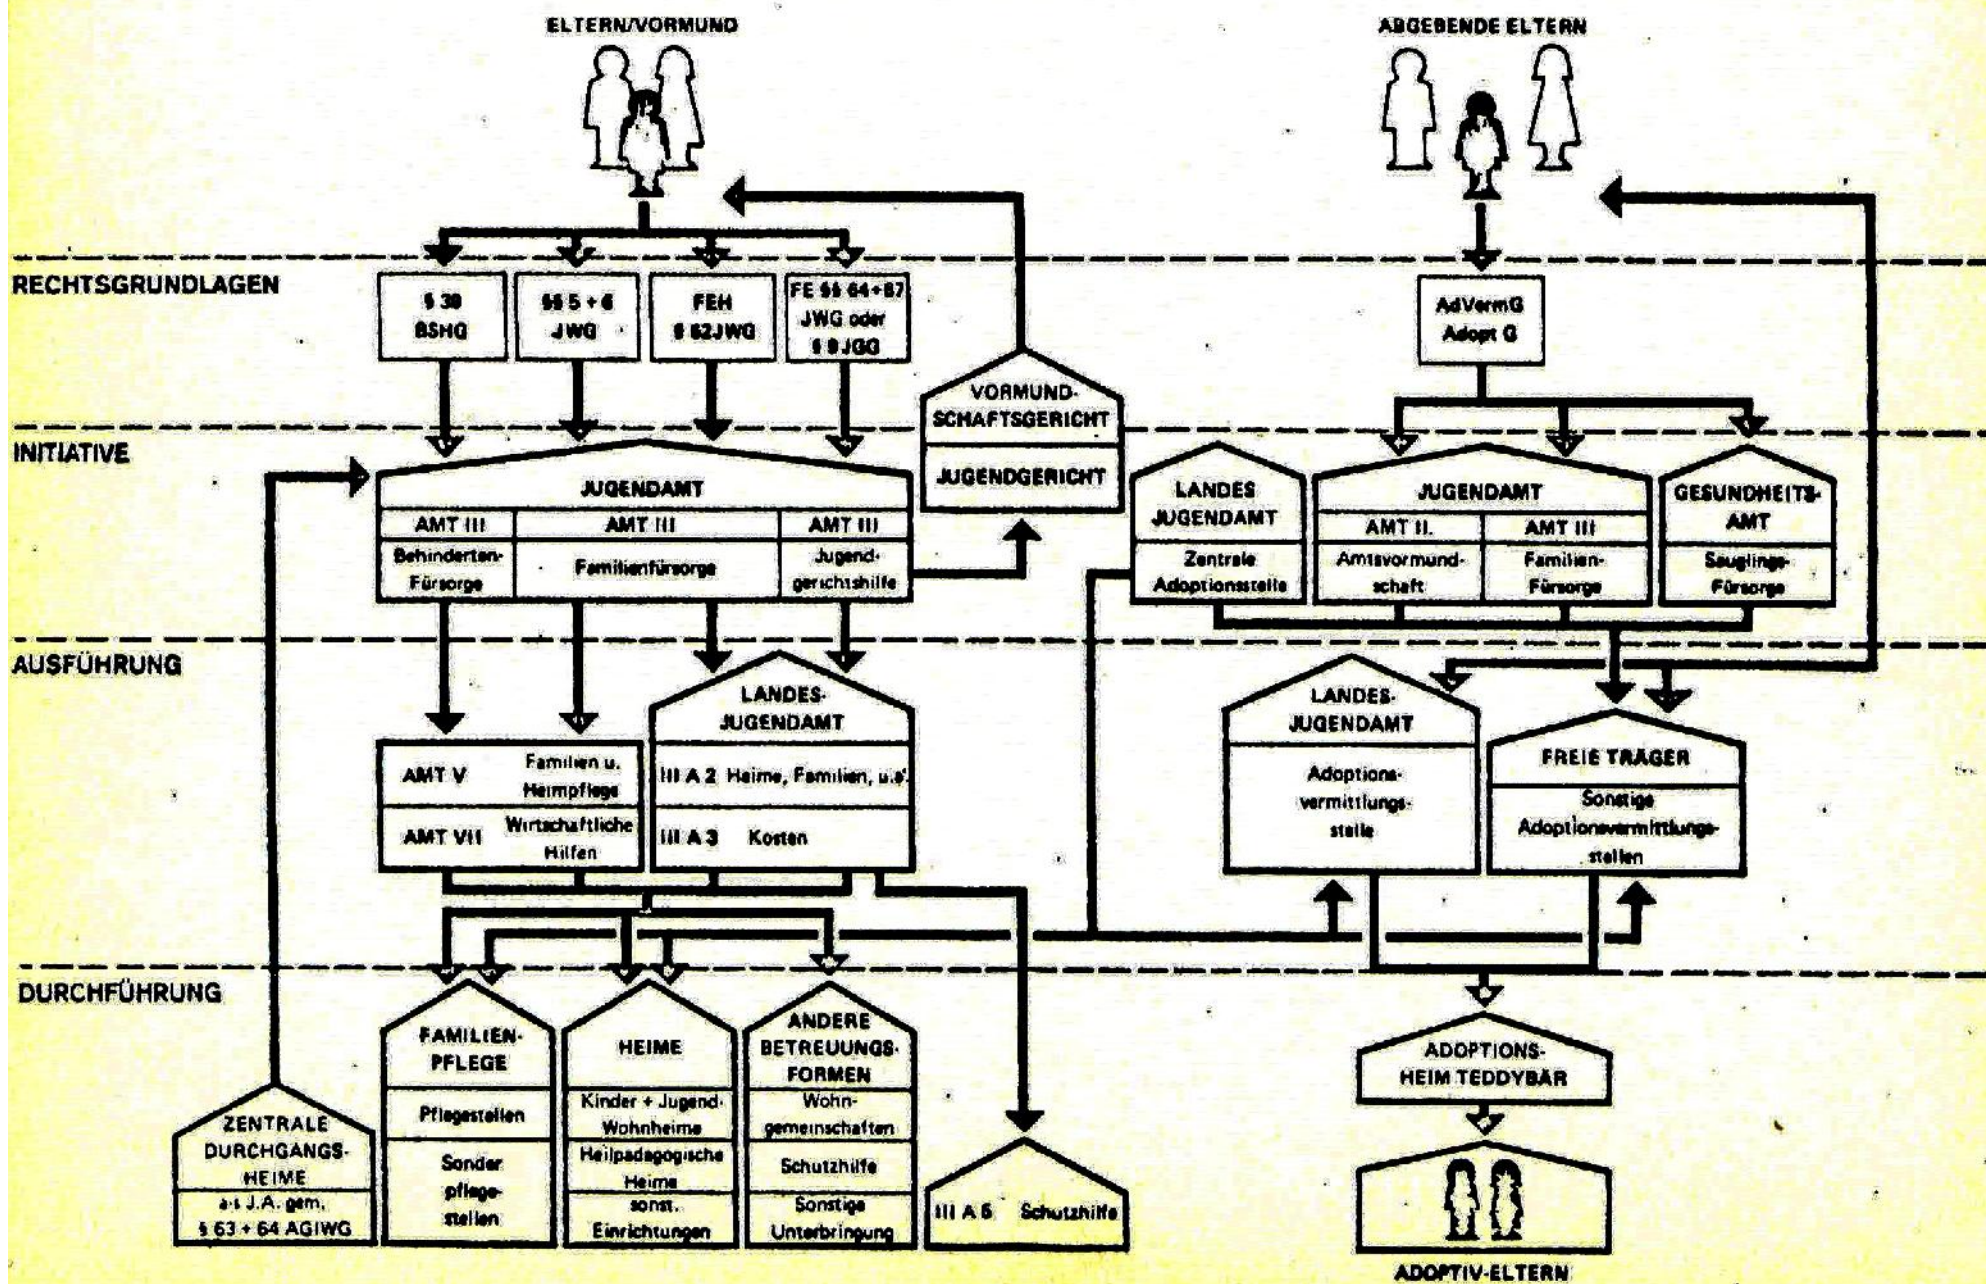 ELTERN/VORMUND
ABGEBENDE ELTERN
RECHTSGRUNDLAGEN
§ 39
BSHG
§§ 5 + 6
JWG
FEH
§ 62 JWG
FE §§ 64+67
JWG oder
§ 9 JGG
AdVermG
Adopt G
VORMUND-
SCHAFTSGERICHT
JUGENDGERICHT
INITIATIVE
JUGENDAMT
AMT III
AMT III
AMT III
Behinderten-
Fürsorge
Familienfürsorge
Jugend-
gerichtshilfe
LANDES
JUGENDAMT
Zentrale
Adoptionsstelle
JUGENDAMT
AMT II.
AMT III
Amtsvormund-
schaft
Familien-
Fürsorge
GESUNDHEITS-
AMT
Säuglings-
Fürsorge
AUSFÜHRUNG
AMT V
Familien u.
Heimpflege
AMT VII
Wirtschaftliche
Hilfen
LANDES-
JUGENDAMT
III A 2 Heime, Familien, u.a.
III A 3 Kosten
LANDES-
JUGENDAMT
Adoptions-
vermittlungs-
stelle
FREIE TRÄGER
Sonstige
Adoptionsvermittlungs-
stellen
DURCHFÜHRUNG
ZENTRALE
DURCHGANGS-
HEIME
J.A. gem.
§ 63 + 64 AGJWG
FAMILIEN-
PFLEGE
Pflegestellen
Sonder
pflege-
stellen
HEIME
Kinder + Jugend-
Wohnheime
Heilpädagogische
Heime
sonst.
Einrichtungen
ANDERE
BETREUUNGS-
FORMEN
Wohn-
gemeinschaften
Schutzhilfe
Sonstige
Unterbringung
III A 5 Schutzhilfe
ADOPTIONS-
HEIM TEDDYBÄR
ADOPTIV-ELTERN